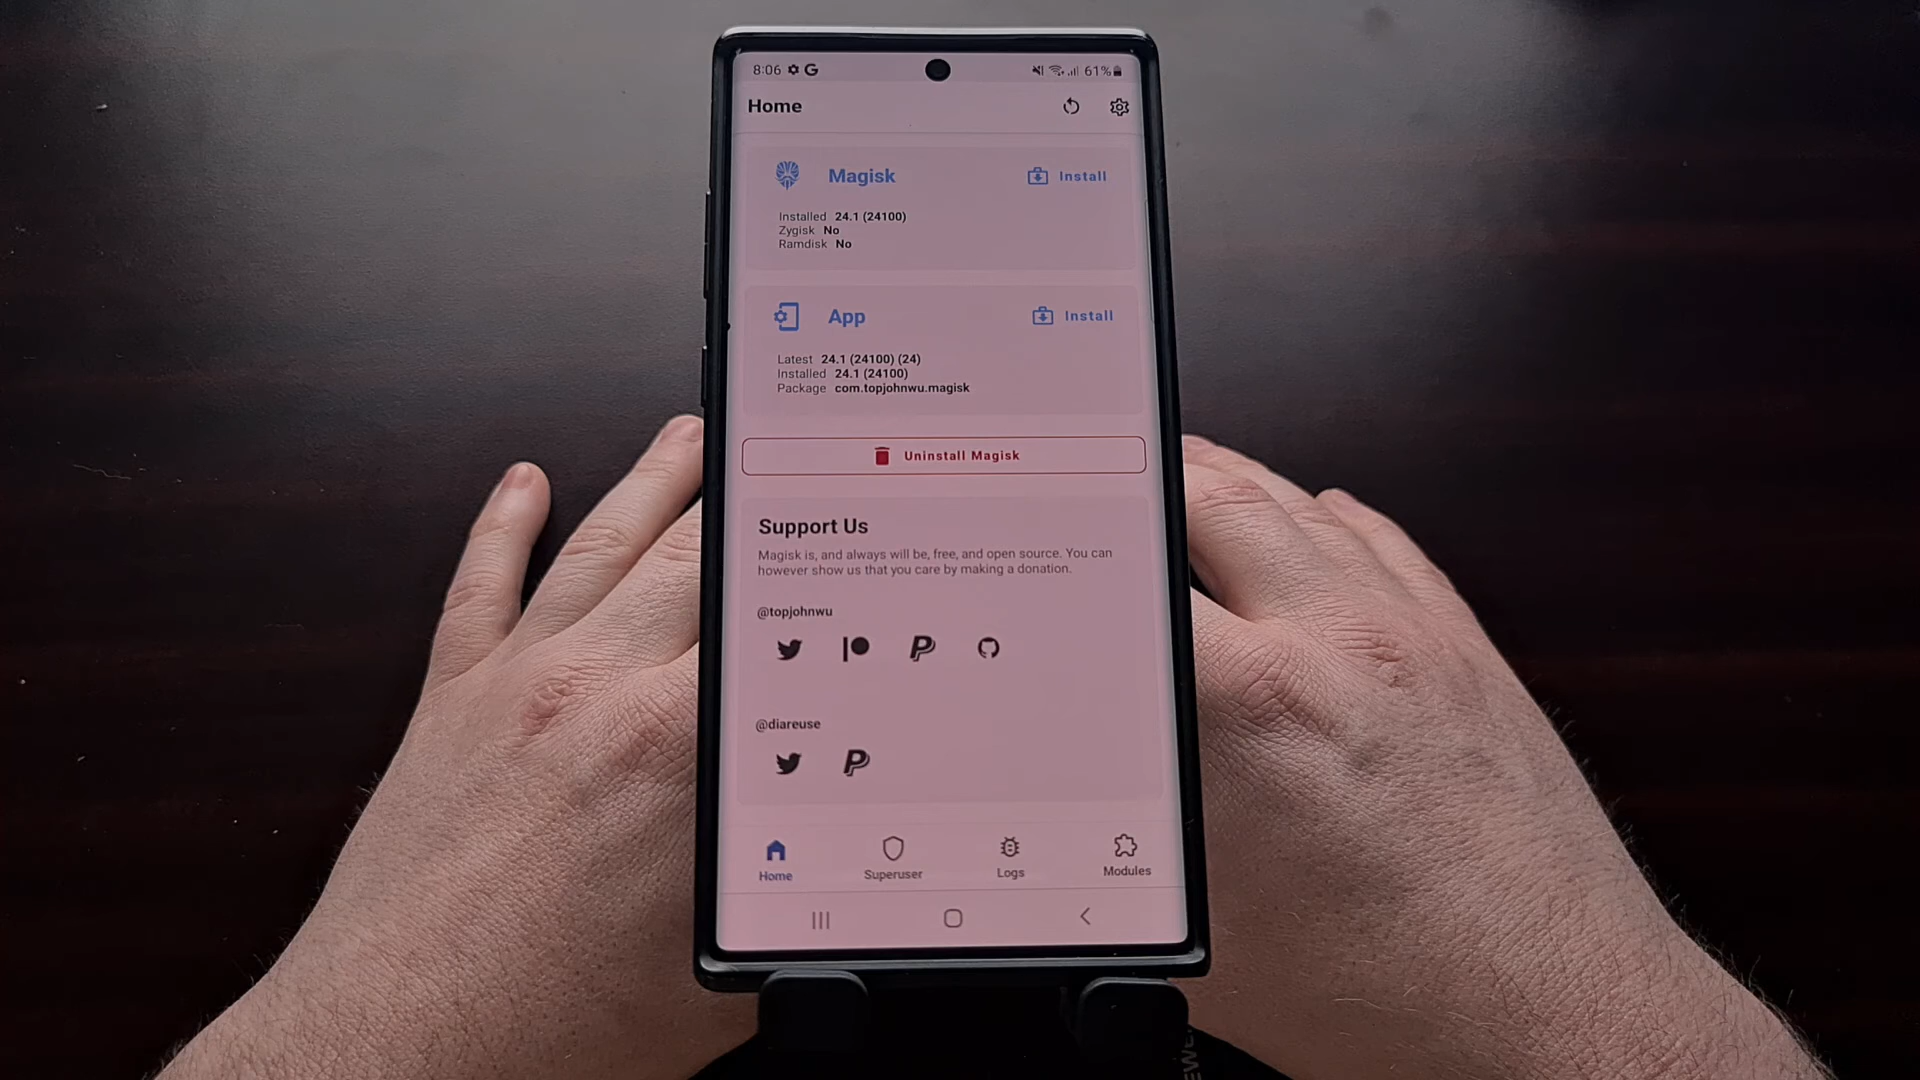 8:06 G 61%
Home
Magisk Install
Installed 24.1 (24100)
Zygisk No
Ramdisk No
App Install
Latest 24.1 (24100) (24)
Installed 24.1 (24100)
Package com.topjohnwu.magisk
Uninstall Magisk
Support Us
Magisk is, and always will be, free, and open source. You can
however show us that you care by making a donation.
@topjohnwu
@diareuse
Home Superuser Logs Modules